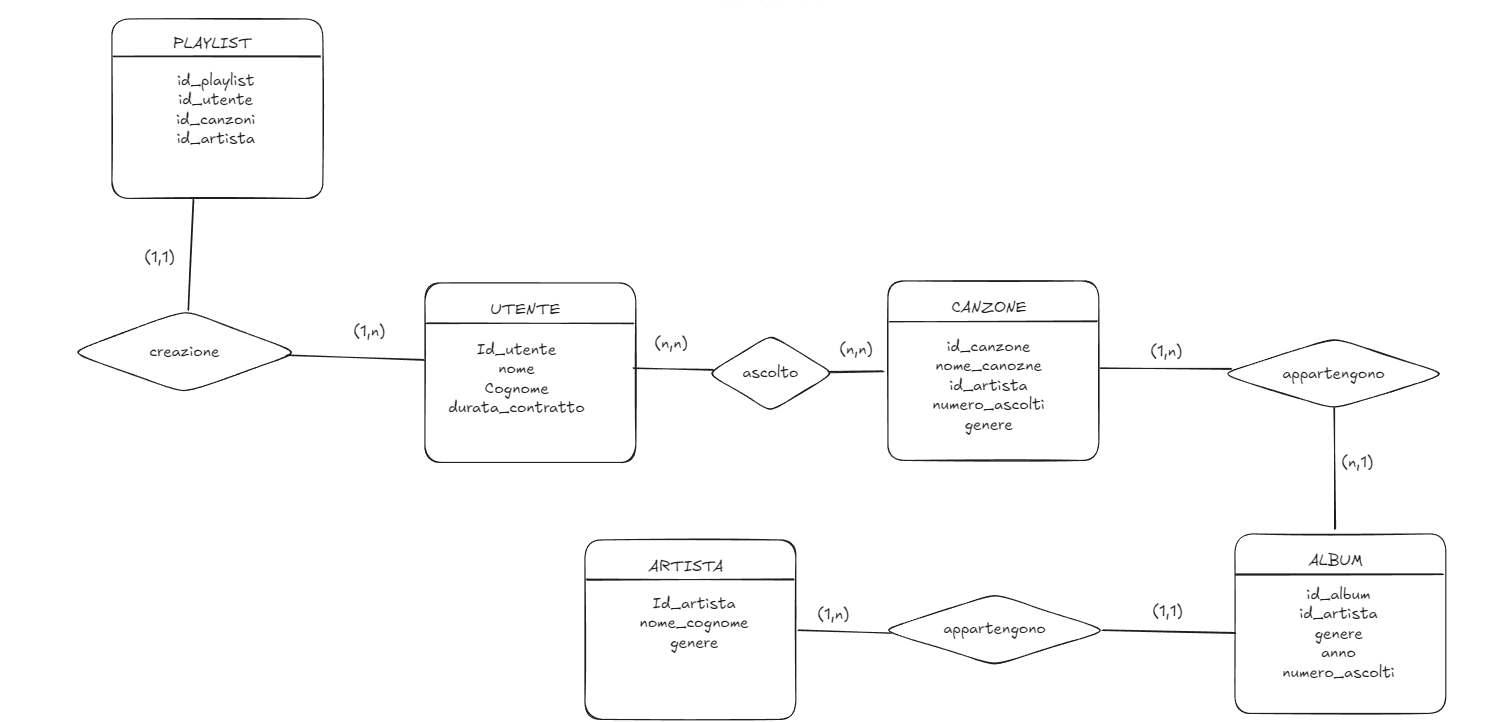 PLAYLIST
id_playlist
id_utente
id_canzoni
id_artista
(1,1)
creazione
(1,n)
UTENTE
Id_utente
nome
Cognome
durata_contratto
(n,n)
ascolto
(n,n)
CANZONE
id_canzone
nome_canozne
id_artista
numero_ascolti
genere
(1,n)
appartengono
(n,1)
ARTISTA
Id_artista
nome_cognome
genere
(1,n)
appartengono
(1,1)
ALBUM
id_album
id_artista
genere
anno
numero_ascolti